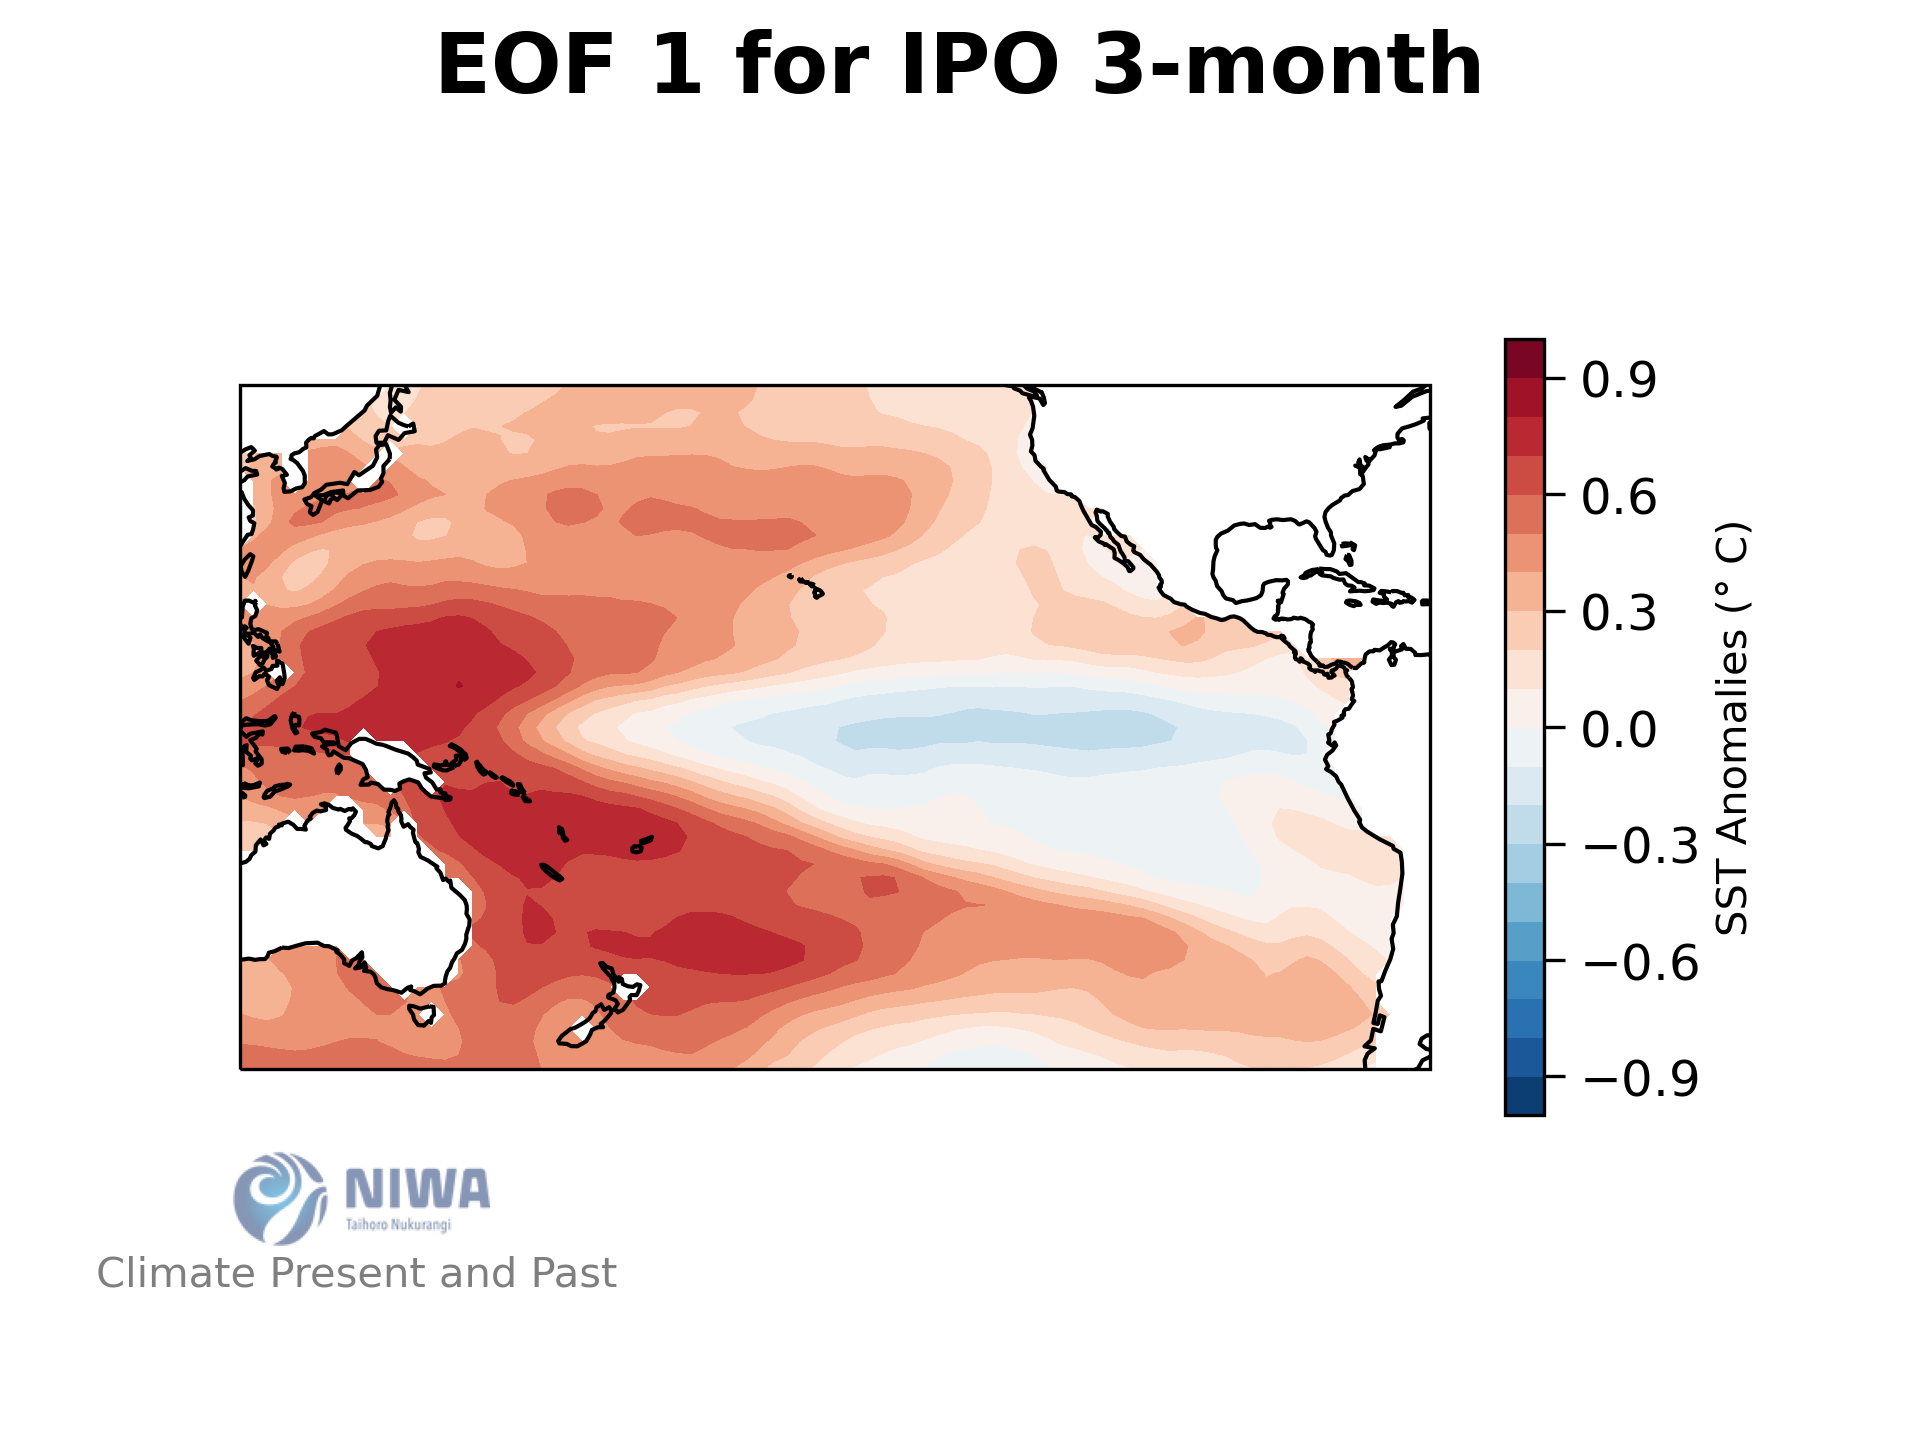 EOF 1 for IPO 3-month
0.9
0.6
0.3
0.0
−0.3
−0.6
−0.9
SST Anomalies (° C)
NIWA
Taihoro Nukurangi
Climate Present and Past